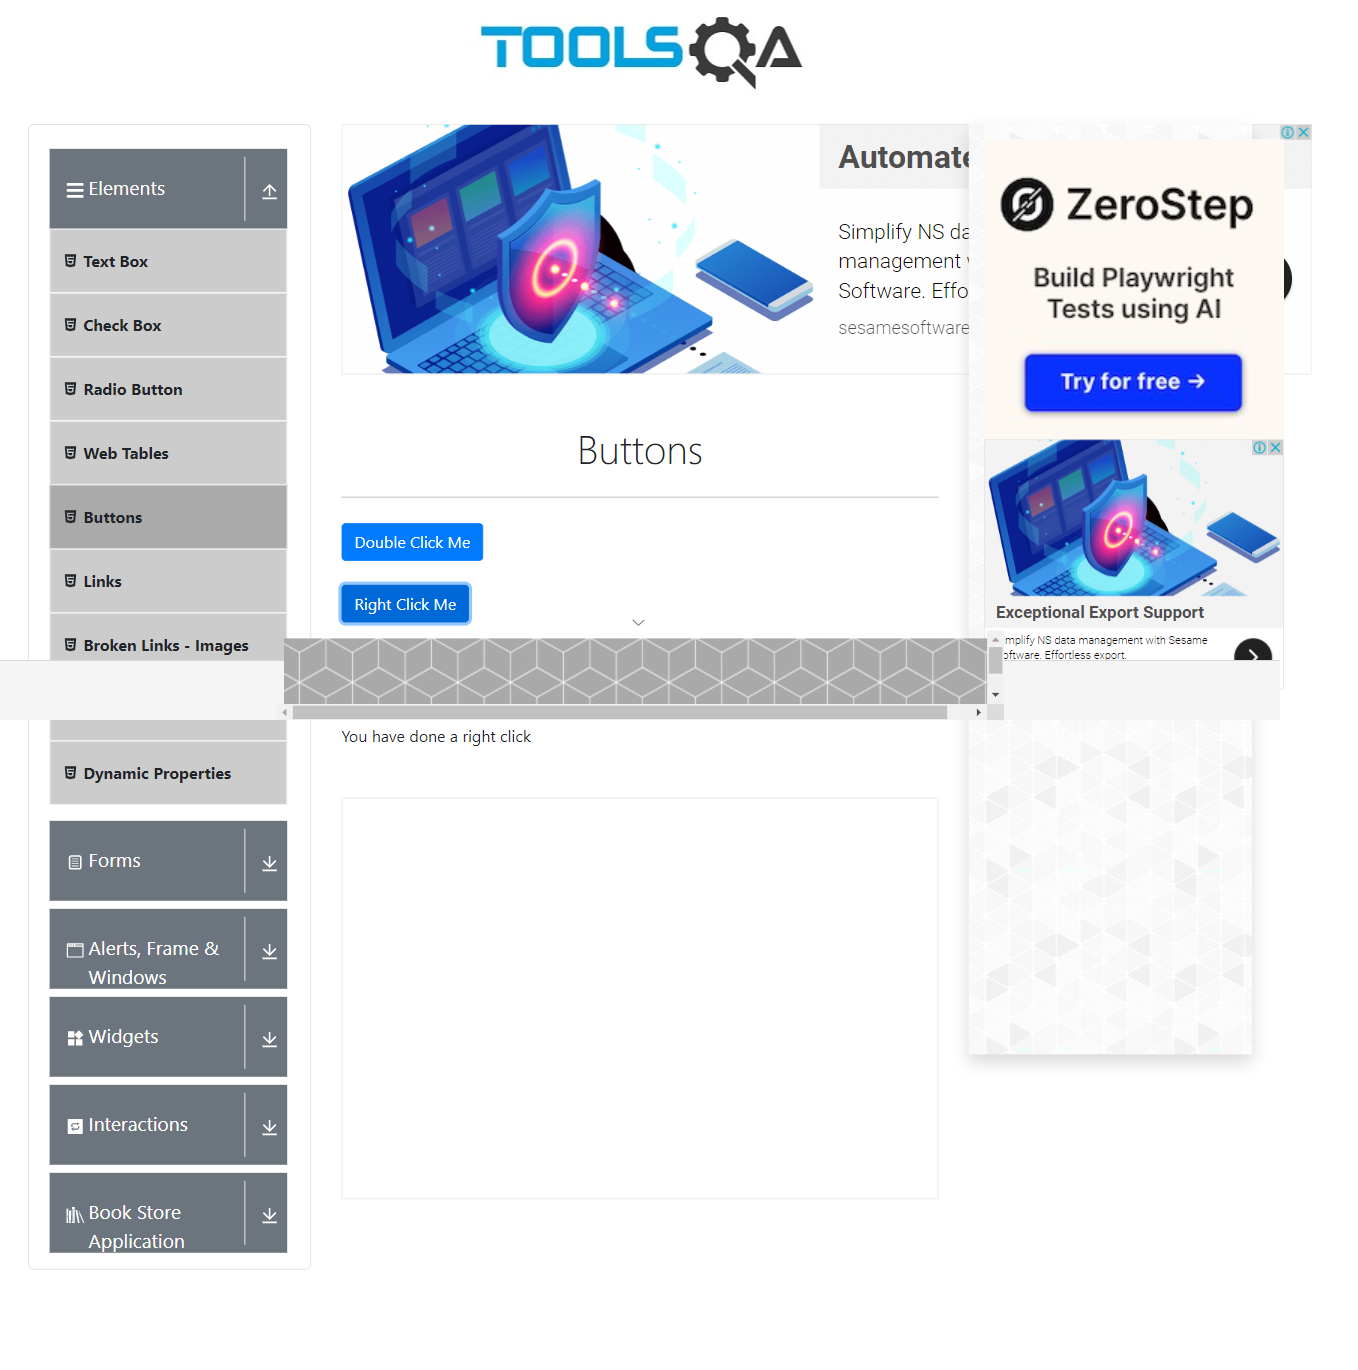 TOOLSQA
Elements
Text Box
Check Box
Radio Button
Web Tables
Buttons
Links
Broken Links - Images
Dynamic Properties
Forms
Alerts, Frame &
Windows
Widgets
Interactions
Book Store
Application
Automate
Simplify NS da
management
Software. Effo
sesamesoftware
Buttons
Double Click Me
Right Click Me
You have done a right click
ZeroStep
Build Playwright
Tests using AI
Try for free →
Exceptional Export Support
mplify NS data management with Sesame
oftware. Effortless export.